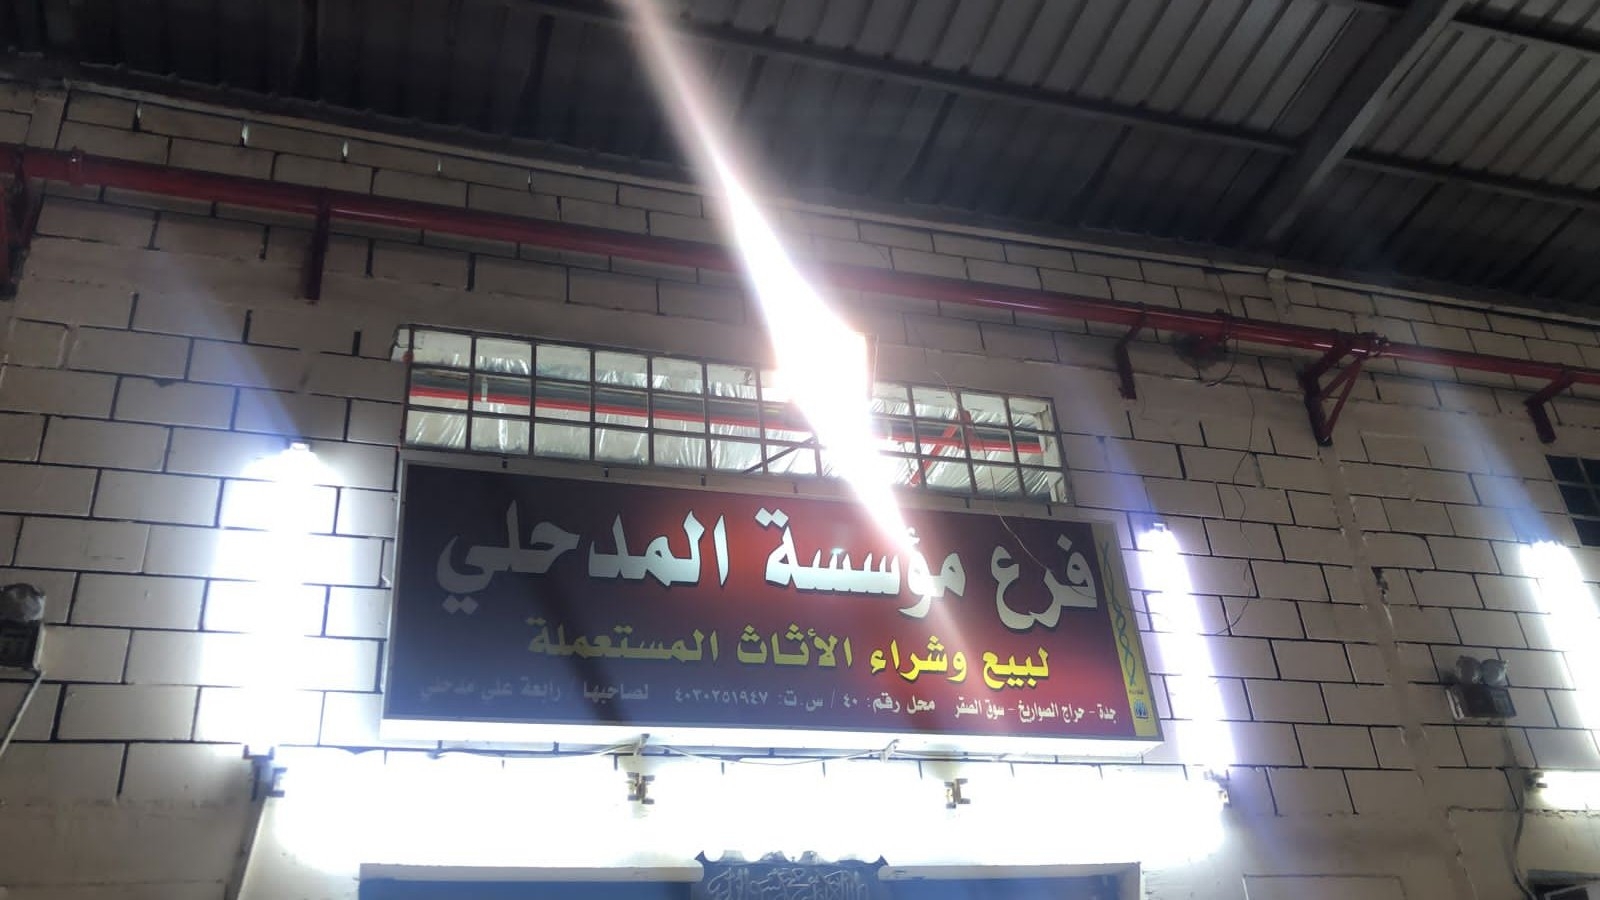 فرع مؤسسة المدحلي
لبيع وشراء الأثاث المستعملة
جدة - حراج الصواريخ - سوق الصقر محل رقم: ٤٠ / س.ت: ٤٠٣٠٢٥١٩٤٧ لصاحبها رابعة علي مدحلي